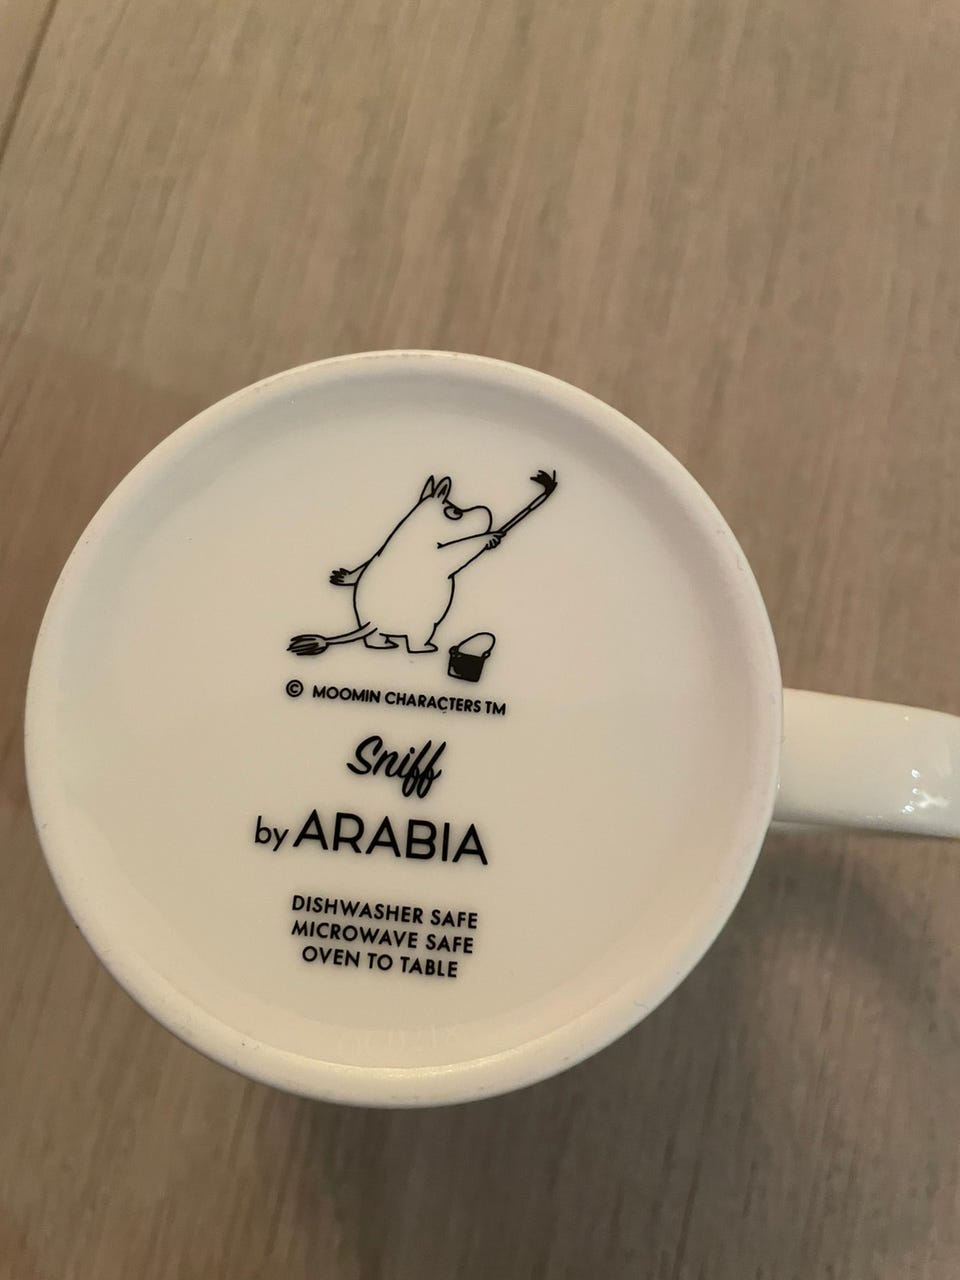 © MOOMIN CHARACTERS TM
Sniff
by ARABIA
DISHWASHER SAFE
MICROWAVE SAFE
OVEN TO TABLE